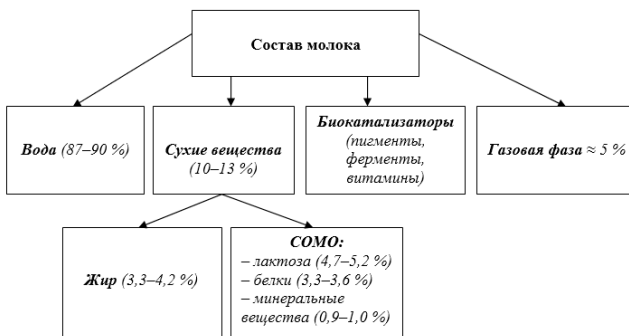 Состав молока
Вода (87–90 %)
Сухие вещества
(10–13 %)
Биокатализаторы
(пигменты,
ферменты,
витамины)
Газовая фаза ≈ 5 %
Жир (3,3–4,2 %)
СОМО:
– лактоза (4,7–5,2 %)
– белки (3,3–3,6 %)
– минеральные
вещества (0,9–1,0 %)